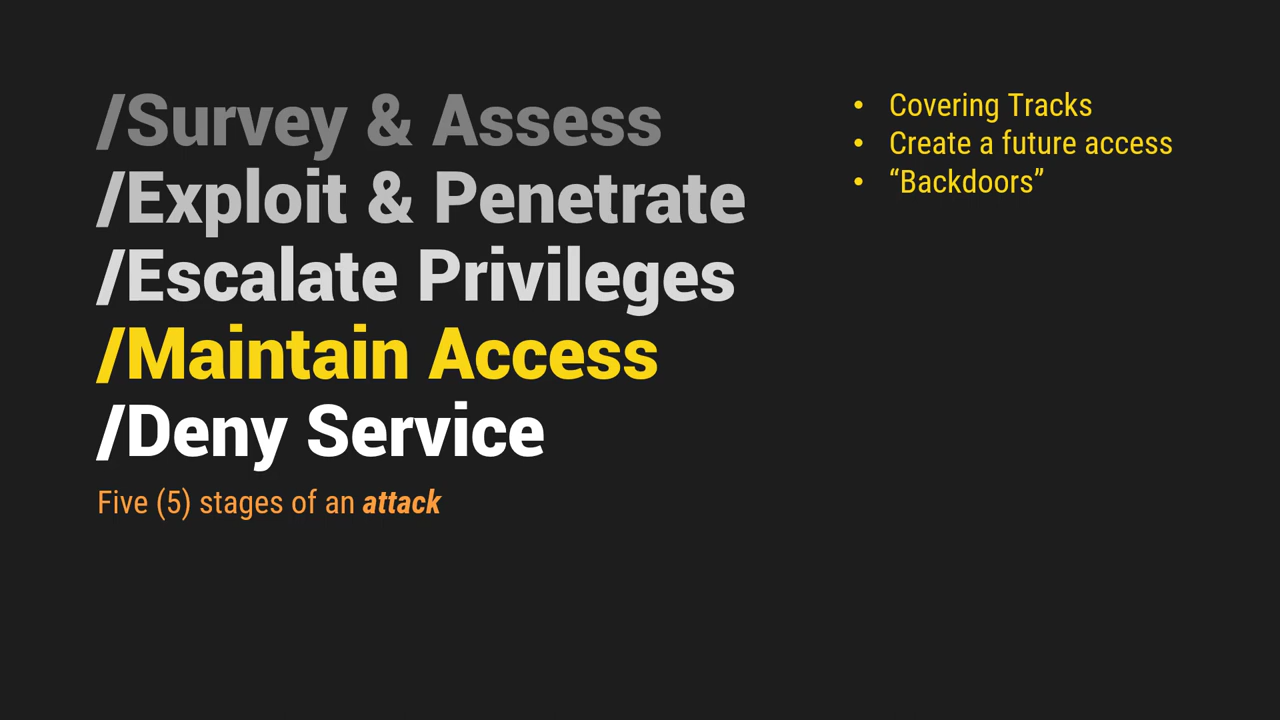 /Survey & Assess
/Exploit & Penetrate
/Escalate Privileges
/Maintain Access
/Deny Service
Five (5) stages of an attack
• Covering Tracks
• Create a future access
• “Backdoors”